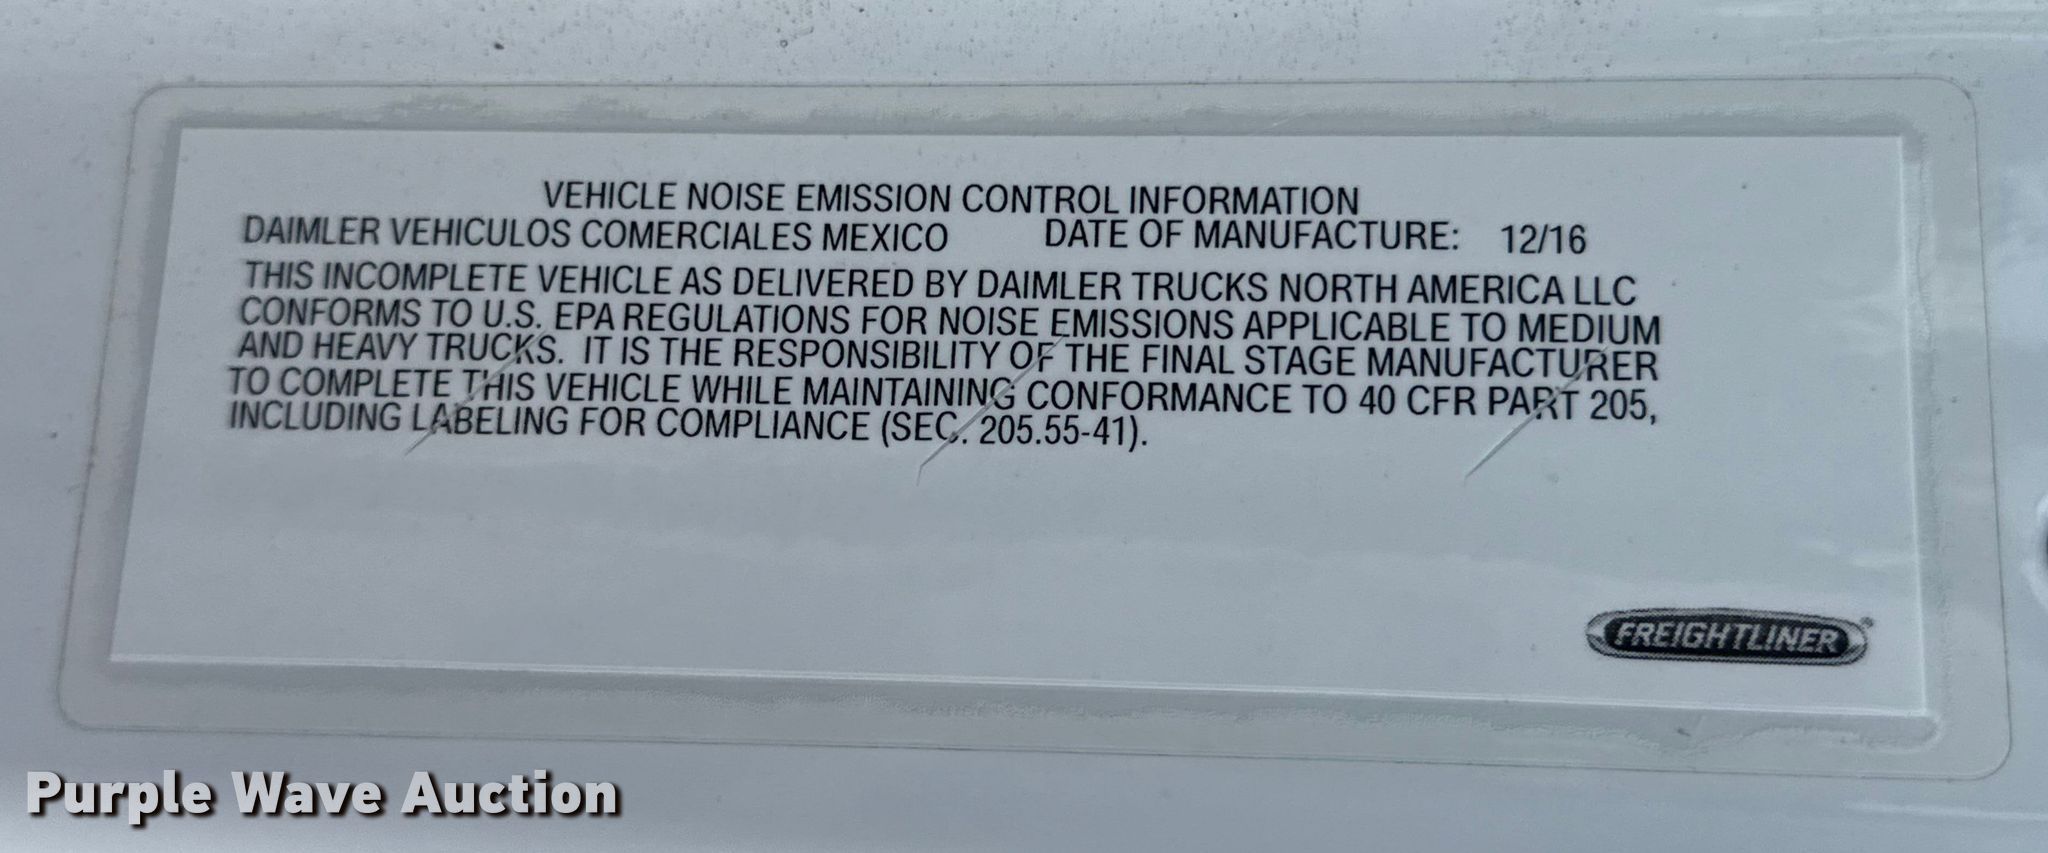 VEHICLE NOISE EMISSION CONTROL INFORMATION
DAIMLER VEHICULOS COMERCIALES MEXICO DATE OF MANUFACTURE: 12/16
THIS INCOMPLETE VEHICLE AS DELIVERED BY DAIMLER TRUCKS NORTH AMERICA LLC
CONFORMS TO U.S. EPA REGULATIONS FOR NOISE EMISSIONS APPLICABLE TO MEDIUM
AND HEAVY TRUCKS. IT IS THE RESPONSIBILITY OF THE FINAL STAGE MANUFACTURER
TO COMPLETE THIS VEHICLE WHILE MAINTAINING CONFORMANCE TO 40 CFR PART 205,
INCLUDING LABELING FOR COMPLIANCE (SEC. 205.55-41).
FREIGHTLINER®
Purple Wave Auction